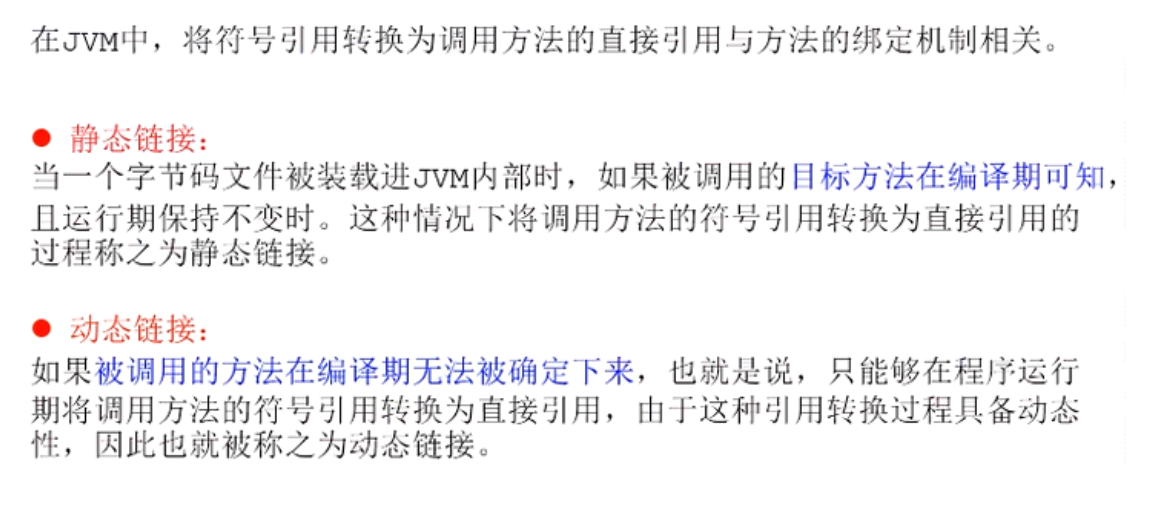 在JVM中，将符号引用转换为调用方法的直接引用与方法的绑定机制相关。
● 静态链接：
当一个字节码文件被装载进JVM内部时，如果被调用的目标方法在编译期可知，
且运行期保持不变时。这种情况下将调用方法的符号引用转换为直接引用的
过程称之为静态链接。
● 动态链接：
如果被调用的方法在编译期无法被确定下来，也就是说，只能够在程序运行
期将调用方法的符号引用转换为直接引用，由于这种引用转换过程具备动态
性，因此也就被称之为动态链接。